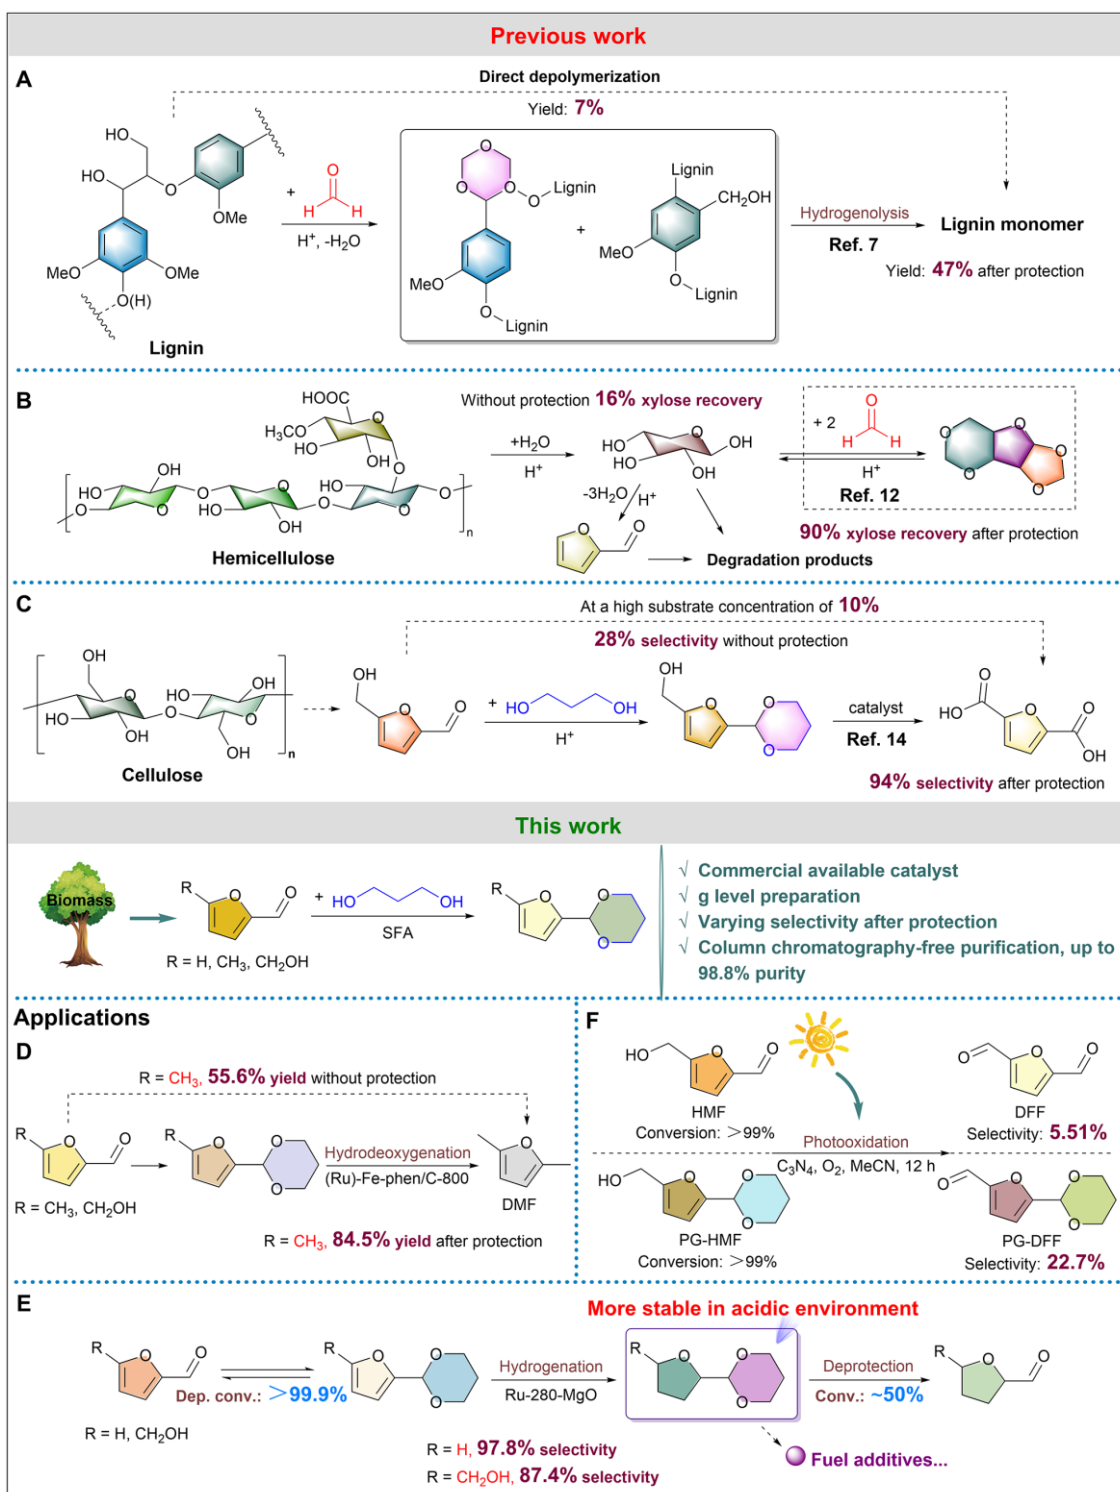 Previous work
A
Direct depolymerization
Yield: 7%
HO
HO
O
OMe
MeO
OMe
O(H)
Lignin
+
O
H H
H⁺, -H₂O
O
O O
O
Lignin
MeO
O
Lignin
+
Lignin
CH₂OH
MeO
O
Lignin
Hydrogenolysis
Ref. 7
Lignin monomer
Yield: 47% after protection
B
HOOC
CH₃O
HO
OH
O
O
OH
HO
O
O
HO
OH
O
O
HO
O
O
n
Hemicellulose
Without protection 16% xylose recovery
+H₂O
H⁺
O
HO
HO
OH
OH
-3H₂O
H⁺
O
O
Degradation products
+ 2
O
H H
H⁺
Ref. 12
O
O
O
O
O
90% xylose recovery after protection
C
At a high substrate concentration of 10%
28% selectivity without protection
OH
O
HO
OH
O
HO
OH
O
O
OH
n
Cellulose
OH
O
O
+
HO OH
H⁺
OH
O
O
O
catalyst
Ref. 14
O
HO
O
O
OH
94% selectivity after protection
This work
Biomass
R
O
O
R = H, CH₃, CH₂OH
+
HO OH
SFA
R
O
O
O
√ Commercial available catalyst
√ g level preparation
√ Varying selectivity after protection
√ Column chromatography-free purification, up to
98.8% purity
Applications
D
R = CH₃, 55.6% yield without protection
R
O
O
R = CH₃, CH₂OH
R
O
O
O
Hydrodeoxygenation
(Ru)-Fe-phen/C-800
O
DMF
R = CH₃, 84.5% yield after protection
F
HO
O
O
HMF
Conversion: >99%
Photooxidation
C₃N₄, O₂, MeCN, 12 h
O
O
O
DFF
Selectivity: 5.51%
HO
O
O
O
PG-HMF
Conversion: >99%
O
O
O
O
PG-DFF
Selectivity: 22.7%
E
More stable in acidic environment
R
O
O
R = H, CH₂OH
Dep. conv.: >99.9%
R
O
O
O
Hydrogenation
Ru-280-MgO
R
O
O
O
Deprotection
Conv.: ~50%
R
O
O
R = H, 97.8% selectivity
R = CH₂OH, 87.4% selectivity
Fuel additives...